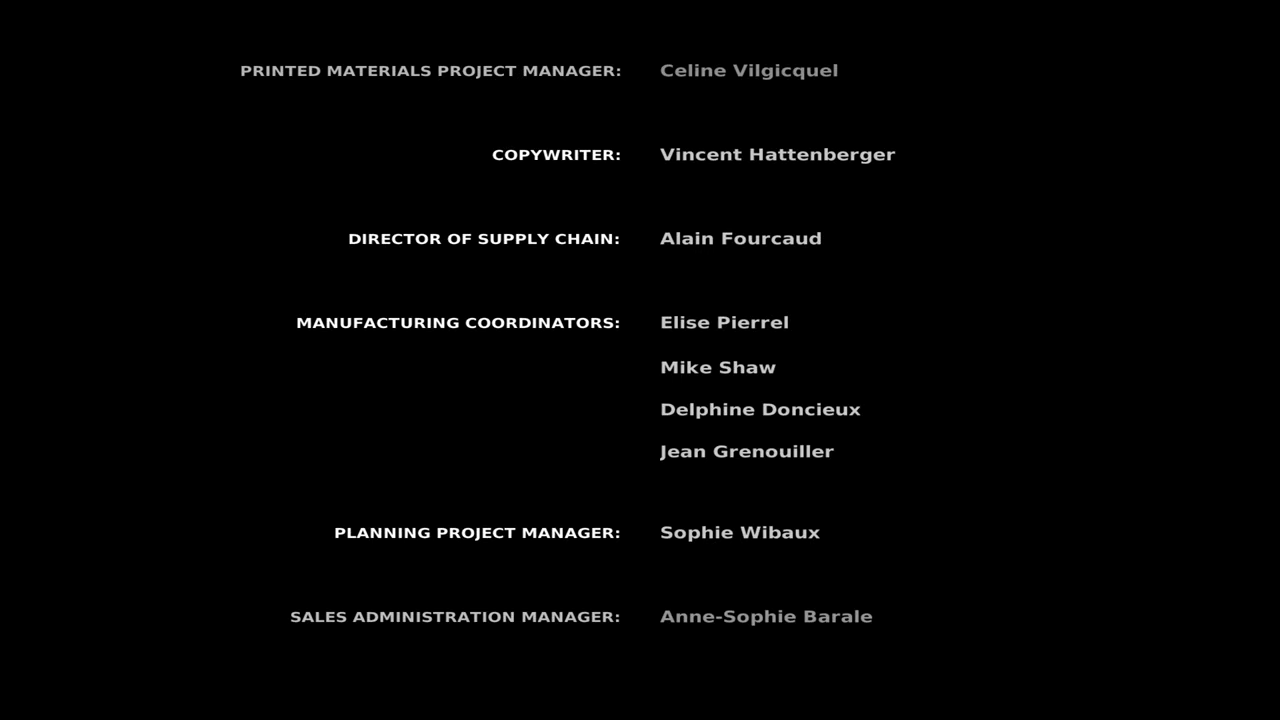 PRINTED MATERIALS PROJECT MANAGER: Celine Vilgicquel
COPYWRITER: Vincent Hattenberger
DIRECTOR OF SUPPLY CHAIN: Alain Fourcaud
MANUFACTURING COORDINATORS: Elise Pierrel
Mike Shaw
Delphine Doncieux
Jean Grenouiller
PLANNING PROJECT MANAGER: Sophie Wibaux
SALES ADMINISTRATION MANAGER: Anne-Sophie Barale